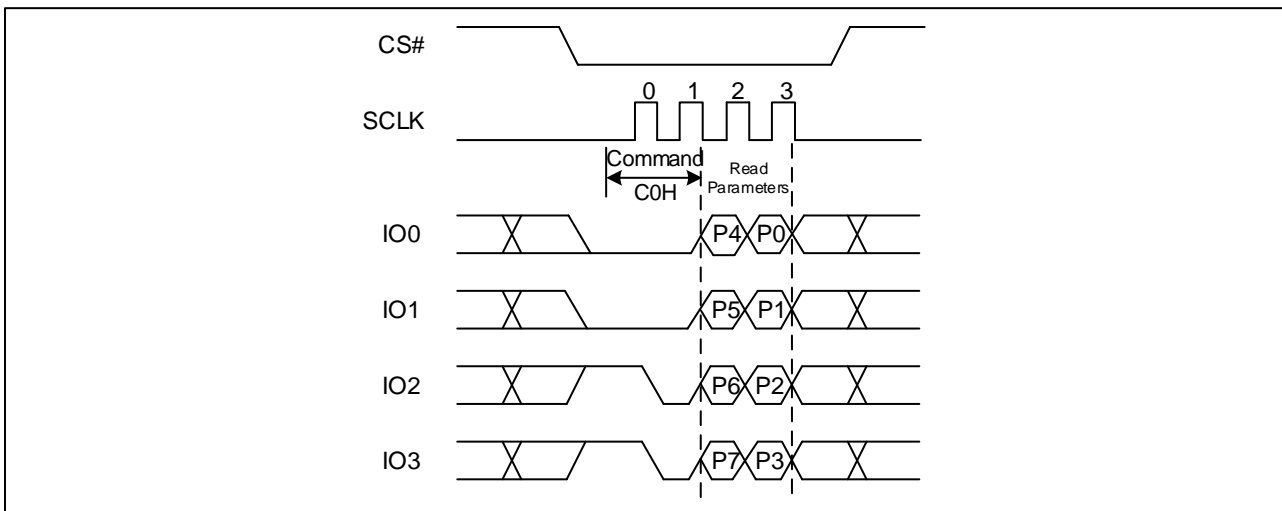 CS#
0 1 2 3
SCLK
Command
Read
C0H
Parameters
IO0 P4 P0
IO1 P5 P1
IO2 P6 P2
IO3 P7 P3